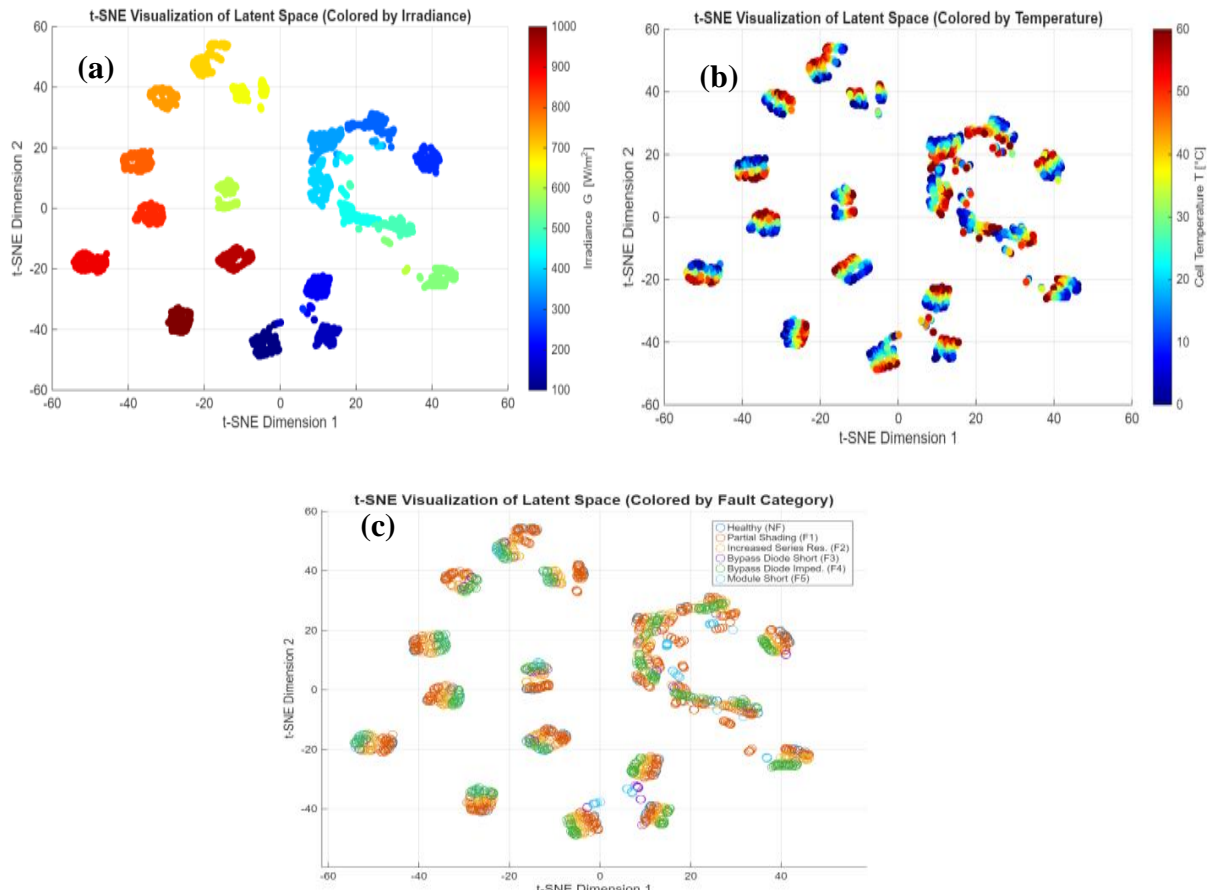 t-SNE Visualization of Latent Space (Colored by Irradiance)
(a)
60
40
20
0
-20
-40
-60
-60
-40
-20
0
20
40
60
t-SNE Dimension 2
t-SNE Dimension 1
1000
900
800
700
600
500
400
300
200
100
Irradiance G [W/m²]
t-SNE Visualization of Latent Space (Colored by Temperature)
(b)
60
40
20
0
-20
-40
-60
-60
-40
-20
0
20
40
60
t-SNE Dimension 2
t-SNE Dimension 1
60
50
40
30
20
10
0
Cell Temperature T [°C]
t-SNE Visualization of Latent Space (Colored by Fault Category)
(c)
60
40
20
0
-20
-40
-60
-40
-20
0
20
40
t-SNE Dimension 2
t-SNE Dimension 1
Healthy (NF)
Partial Shading (F1)
Increased Series Res. (F2)
Bypass Diode Short (F3)
Bypass Diode Imped. (F4)
Module Short (F5)